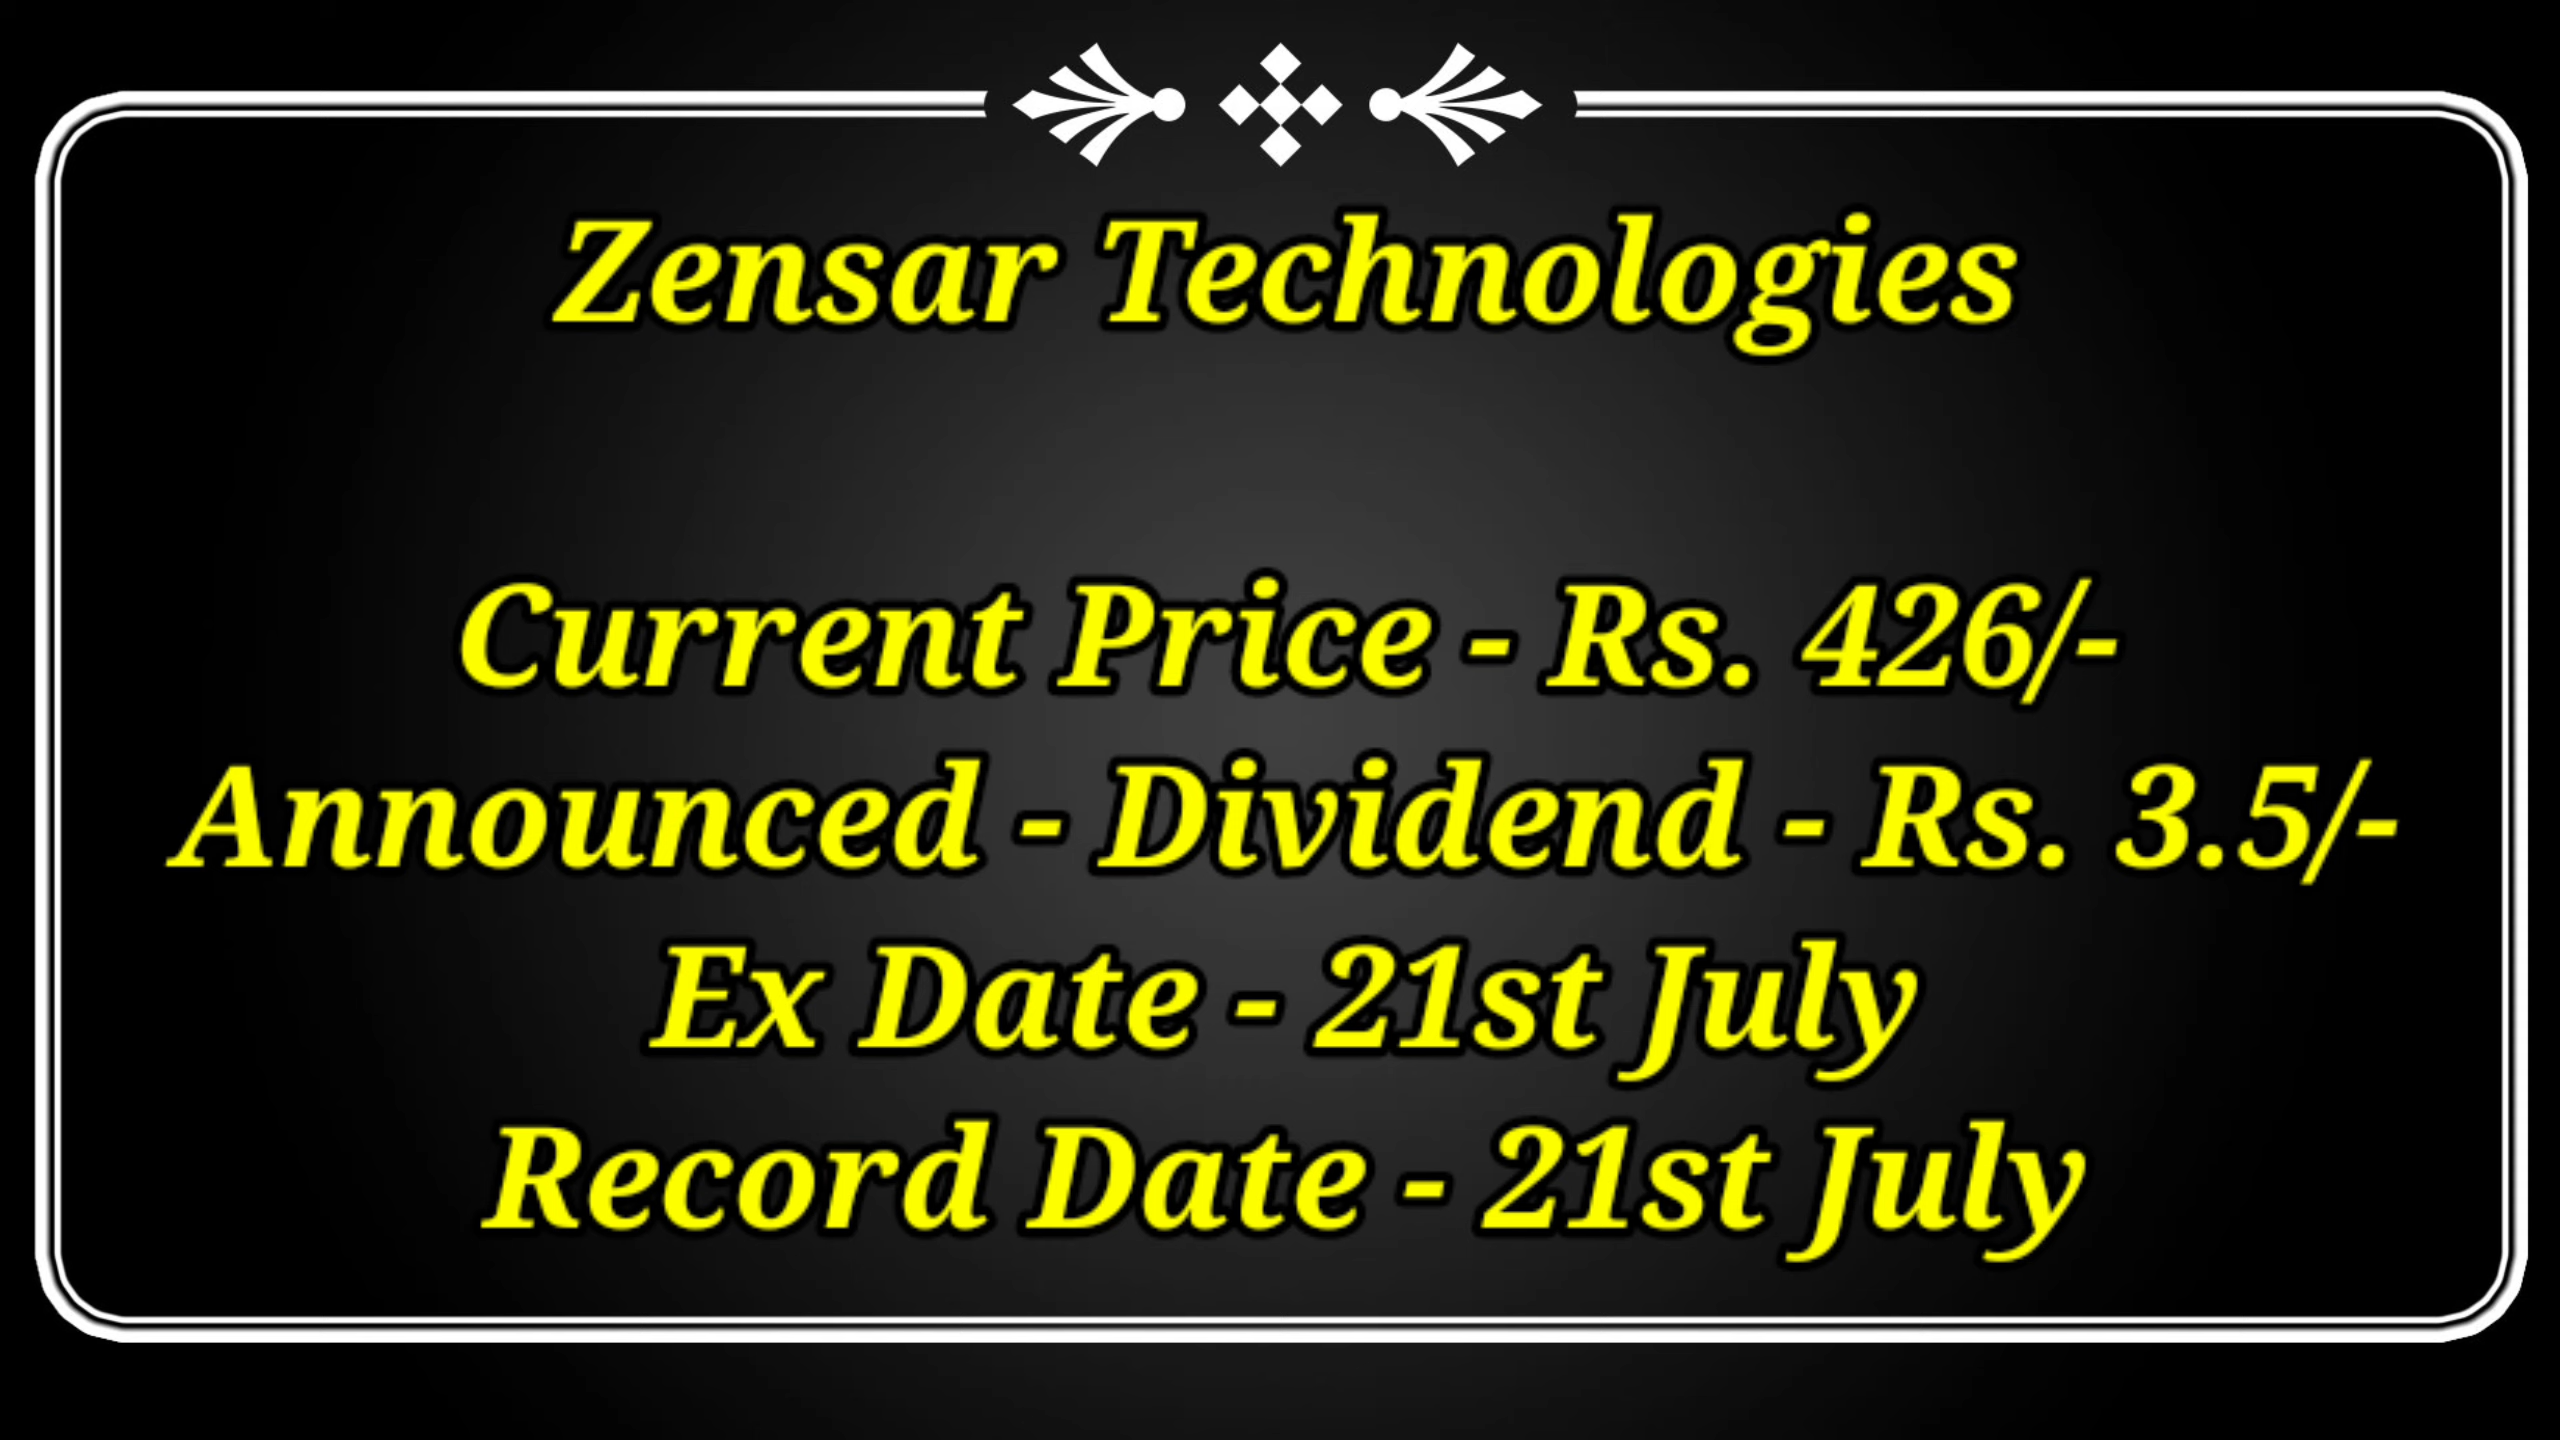 Zensar Technologies
Current Price - Rs. 426/-
Announced - Dividend - Rs. 3.5/-
Ex Date - 21st July
Record Date - 21st July